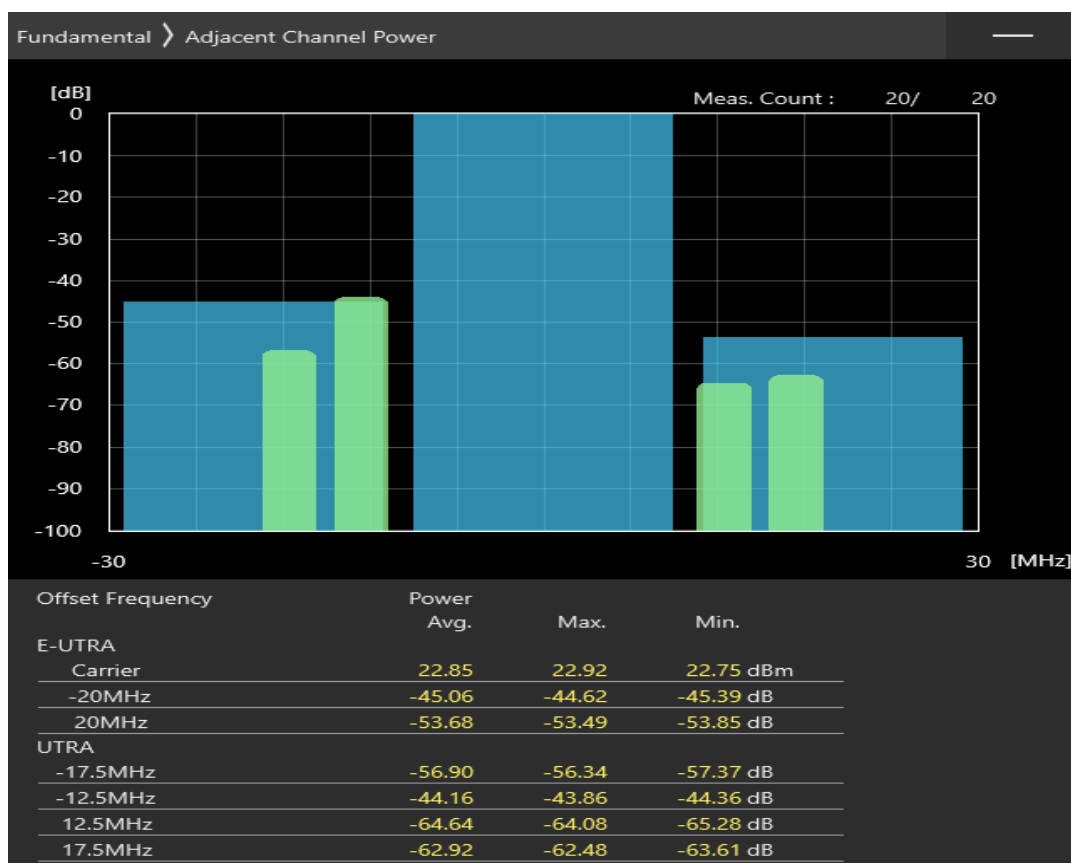 Fundamental 〉 Adjacent Channel Power
[dB]
Meas. Count : 20/ 20
0
-10
-20
-30
-40
-50
-60
-70
-80
-90
-100
-30 30 [MHz]
Offset Frequency Power
Avg. Max. Min.
E-UTRA
Carrier 22.85 22.92 22.75 dBm
-20MHz -45.06 -44.62 -45.39 dB
20MHz -53.68 -53.49 -53.85 dB
UTRA
-17.5MHz -56.90 -56.34 -57.37 dB
-12.5MHz -44.16 -43.86 -44.36 dB
12.5MHz -64.64 -64.08 -65.28 dB
17.5MHz -62.92 -62.48 -63.61 dB